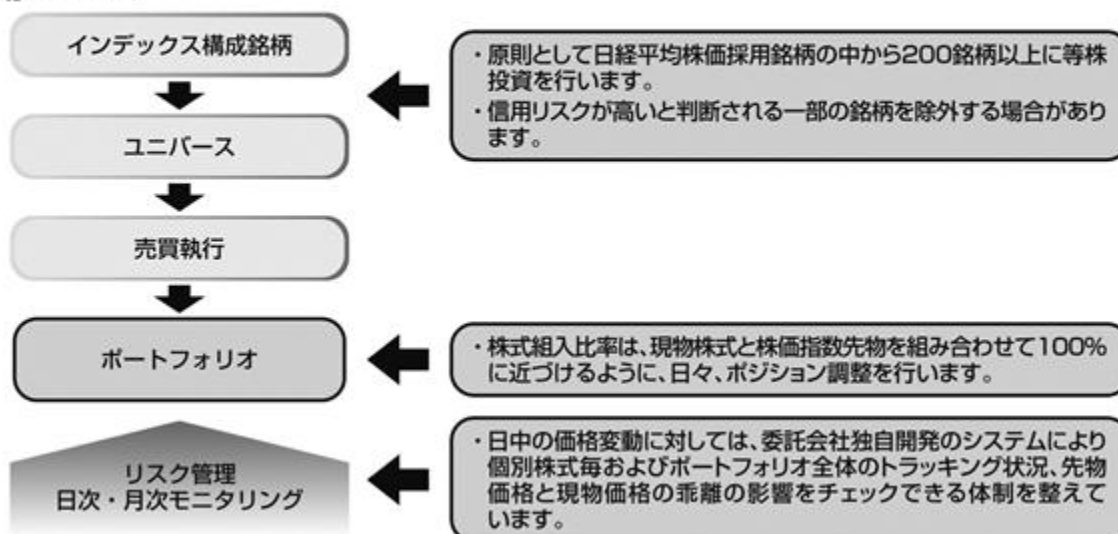 インデックス構成銘柄
・原則として日経平均株価採用銘柄の中から200銘柄以上に等株
投資を行います。
・信用リスクが高いと判断される一部の銘柄を除外する場合があり
ます。
ユニバース
売買執行
ポートフォリオ
・株式組入比率は、現物株式と株価指数先物を組み合わせて100%
に近づけるように、日々、ポジション調整を行います。
リスク管理
日次・月次モニタリング
・日中の価格変動に対しては、委託会社独自開発のシステムにより
個別株式毎およびポートフォリオ全体のトラッキング状況、先物
価格と現物価格の乖離の影響をチェックできる体制を整えて
います。